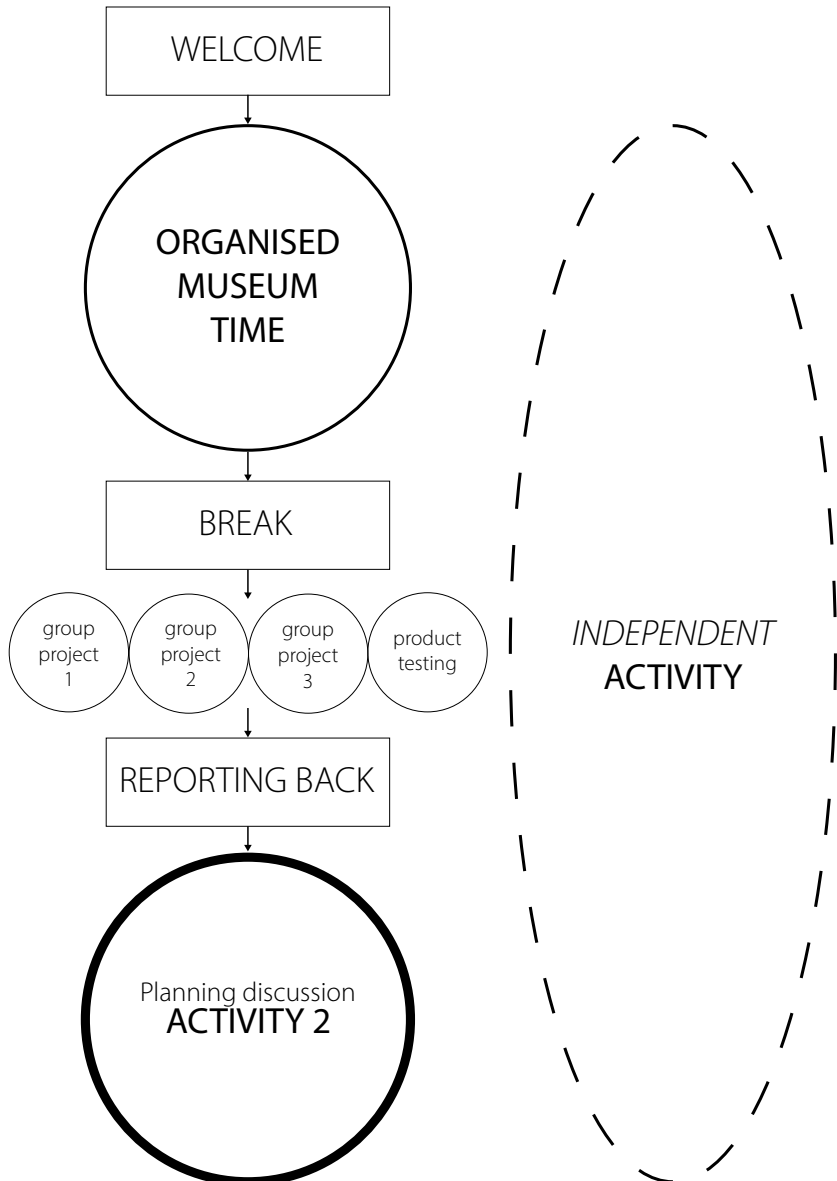 WELCOME
ORGANISED
MUSEUM
TIME
BREAK
group
project
1
group
project
2
group
project
3
product
testing
REPORTING BACK
Planning discussion
ACTIVITY 2
INDEPENDENT
ACTIVITY